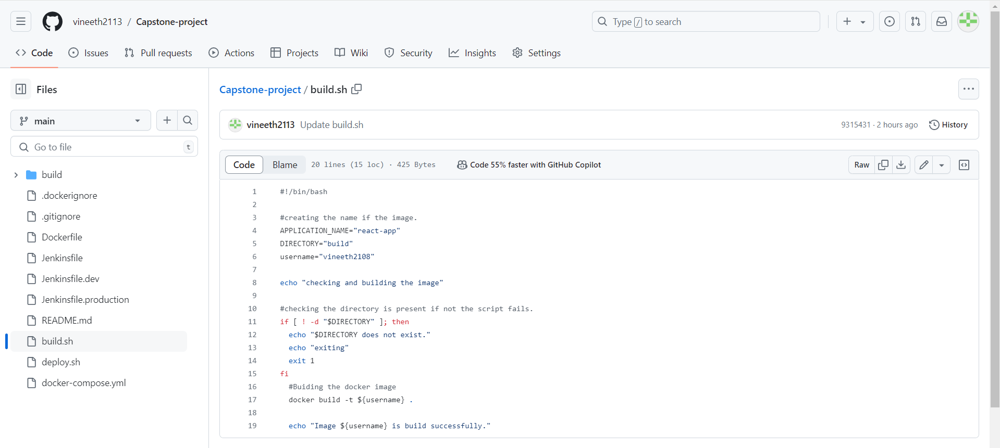 vineeth2113 / Capstone-project
Type / to search
Code Issues Pull requests Actions Projects Wiki Security Insights Settings
Files
main
Go to file t
build
.dockerignore
.gitignore
Dockerfile
Jenkinsfile
Jenkinsfile.dev
Jenkinsfile.production
README.md
build.sh
deploy.sh
docker-compose.yml
Capstone-project / build.sh
vineeth2113 Update build.sh 9315431 · 2 hours ago History
Code Blame 20 lines (15 loc) · 425 Bytes Code 55% faster with GitHub Copilot Raw
1 #!/bin/bash
2
3 #creating the name if the image.
4 APPLICATION_NAME="react-app"
5 DIRECTORY="build"
6 username="vineeth2108"
7
8 echo "checking and building the image"
9
10 #checking the directory is present if not the script fails.
11 if [ ! -d "$DIRECTORY" ]; then
12 echo "$DIRECTORY does not exist."
13 echo "exiting"
14 exit 1
15 fi
16 #Buiding the docker image
17 docker build -t ${username} .
18
19 echo "Image ${username} is build successfully."